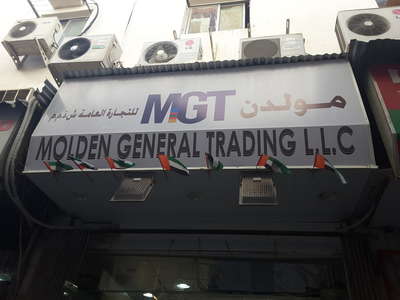 مولدن MGT للتجارة العامة ش.ذ.م.م
MOLDEN GENERAL TRADING L.L.C